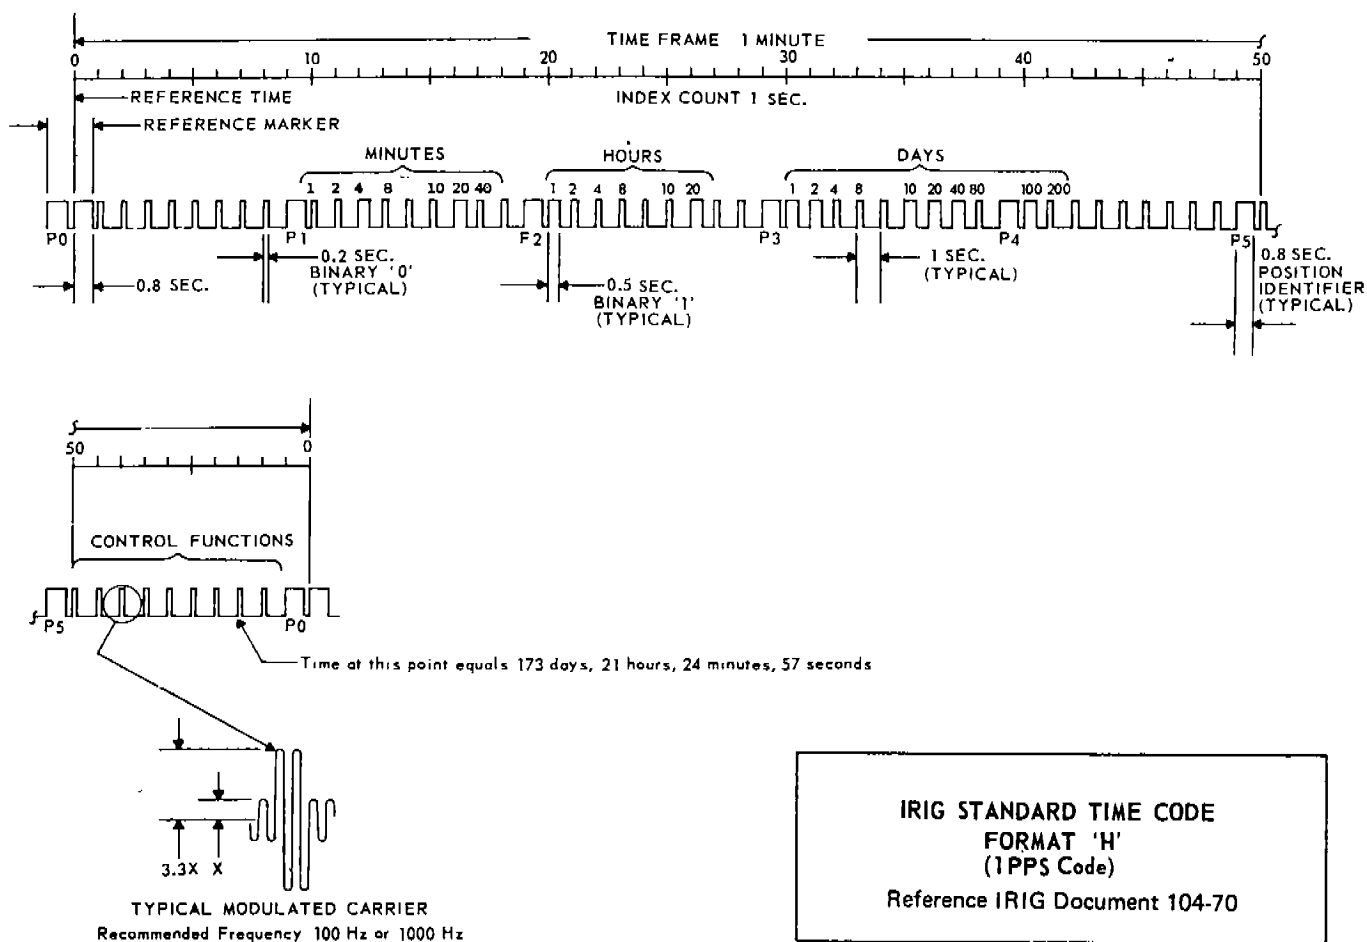 TIME FRAME 1 MINUTE
0 10 20 30 40 50
REFERENCE TIME
INDEX COUNT 1 SEC.
REFERENCE MARKER
MINUTES HOURS DAYS
1 2 4 8 10 20 40 1 2 4 8 10 20 1 2 4 8 10 20 40 80 100 200
P0 P1 F2 P3 P4 P5
0.8 SEC.
0.2 SEC.
BINARY '0'
(TYPICAL)
0.5 SEC.
BINARY '1'
(TYPICAL)
1 SEC.
(TYPICAL)
0.8 SEC.
POSITION
IDENTIFIER
(TYPICAL)
50 0
CONTROL FUNCTIONS
P5 P0
Time at this point equals 173 days, 21 hours, 24 minutes, 57 seconds
3.3X X
TYPICAL MODULATED CARRIER
Recommended Frequency 100 Hz or 1000 Hz
IRIG STANDARD TIME CODE
FORMAT 'H'
(1PPS Code)
Reference IRIG Document 104-70